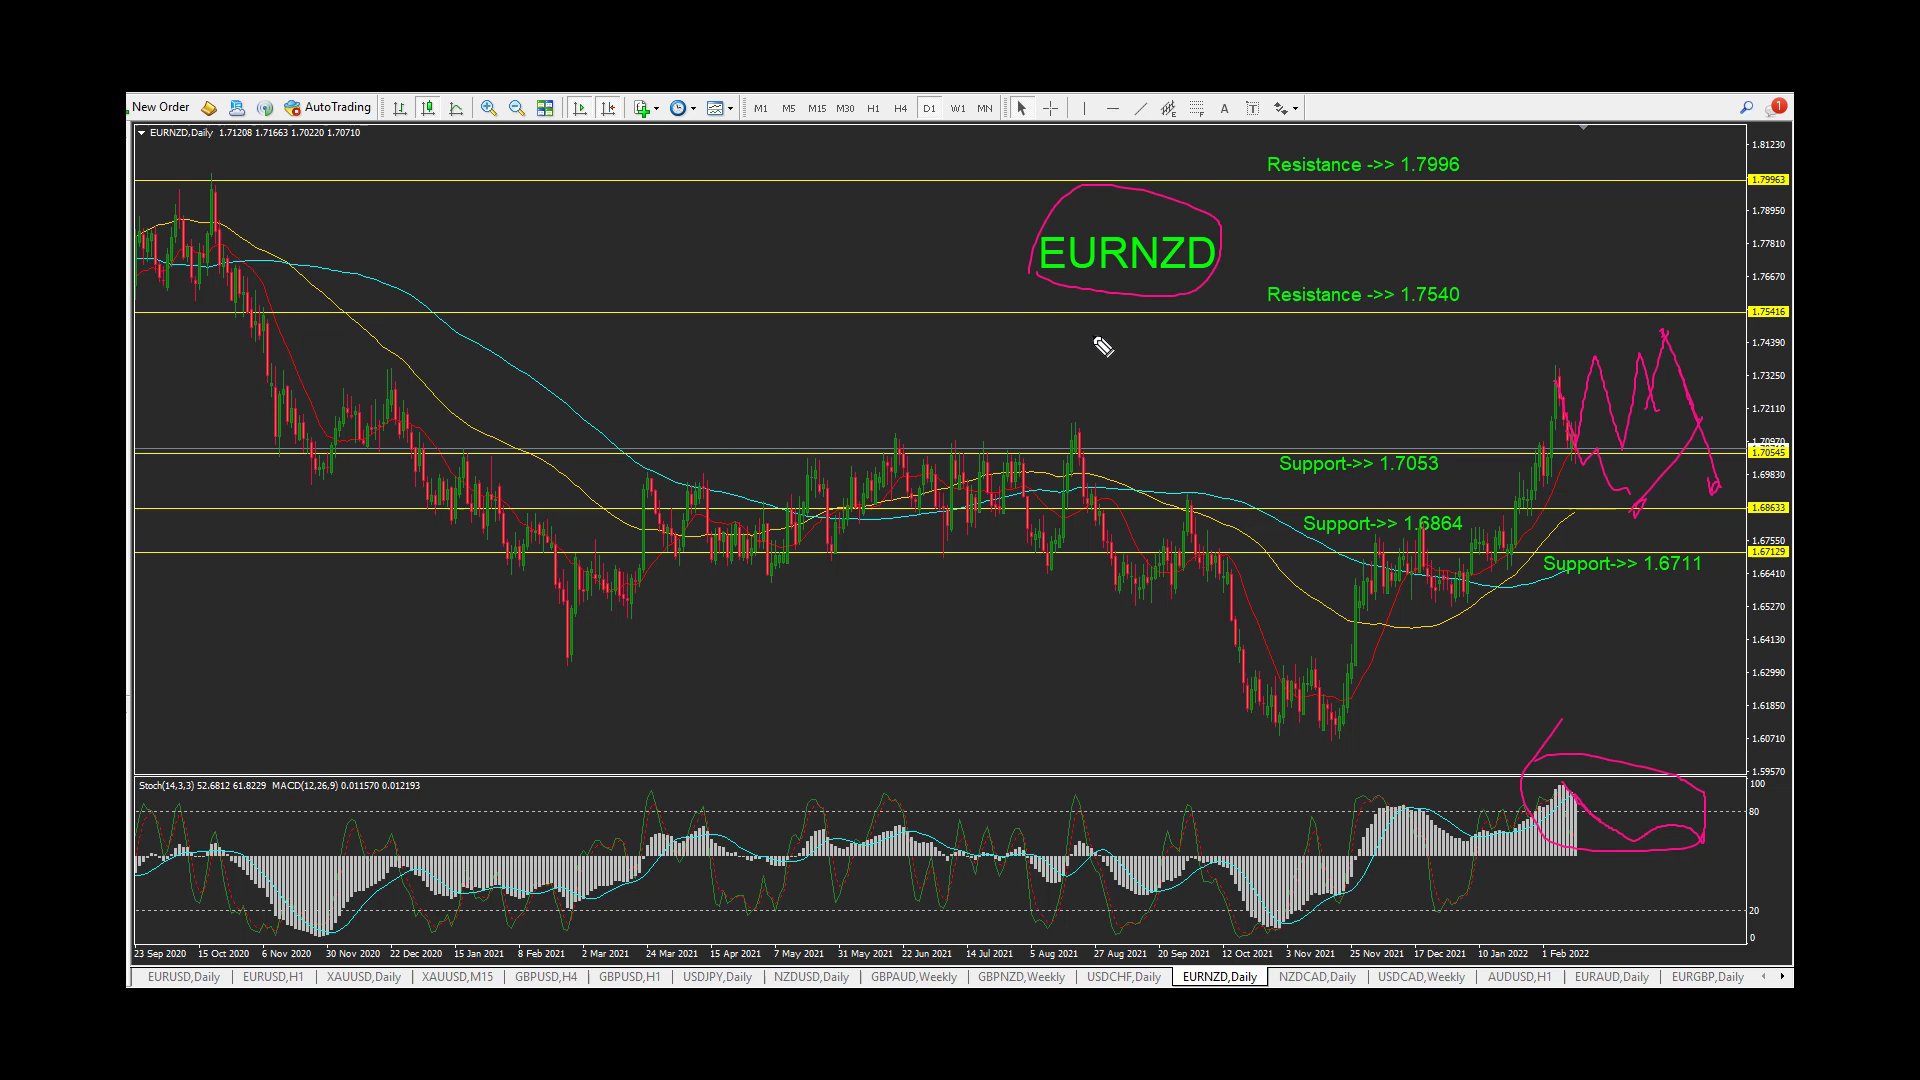 New Order AutoTrading M1 M5 M15 M30 H1 H4 D1 W1 MN A T 1
EURNZD,Daily 1.71208 1.71663 1.70220 1.70710
1.81230
Resistance ->> 1.7996
1.79963
1.78950
EURNZD
1.77810
1.76670
Resistance ->> 1.7540
1.75416
1.74390
1.73250
1.72110
1.70970
1.70545
Support->> 1.7053
1.69830
1.68633
Support->> 1.6864
1.67550
1.67129
Support->> 1.6711
1.66410
1.65270
1.64130
1.62990
1.61850
1.60710
1.59570
Stoch(14,3,3) 52.6812 61.8229 MACD(12,26,9) 0.011570 0.012193
100
80
20
0
23 Sep 2020 15 Oct 2020 6 Nov 2020 30 Nov 2020 22 Dec 2020 15 Jan 2021 8 Feb 2021 2 Mar 2021 24 Mar 2021 15 Apr 2021 7 May 2021 31 May 2021 22 Jun 2021 14 Jul 2021 5 Aug 2021 27 Aug 2021 20 Sep 2021 12 Oct 2021 3 Nov 2021 25 Nov 2021 17 Dec 2021 10 Jan 2022 1 Feb 2022
EURUSD,Daily EURUSD,H1 XAUUSD,Daily XAUUSD,M15 GBPUSD,H4 GBPUSD,H1 USDJPY,Daily NZDUSD,Daily GBPAUD,Weekly GBPNZD,Weekly USDCHF,Daily EURNZD,Daily NZDCAD,Daily USDCAD,Weekly AUDUSD,H1 EURAUD,Daily EURGBP,Daily